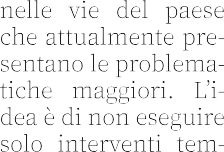 nelle vie del paese
che attualmente pre-
sentano le problema-
tiche maggiori. L'i-
dea è di non eseguire
solo interventi tem-